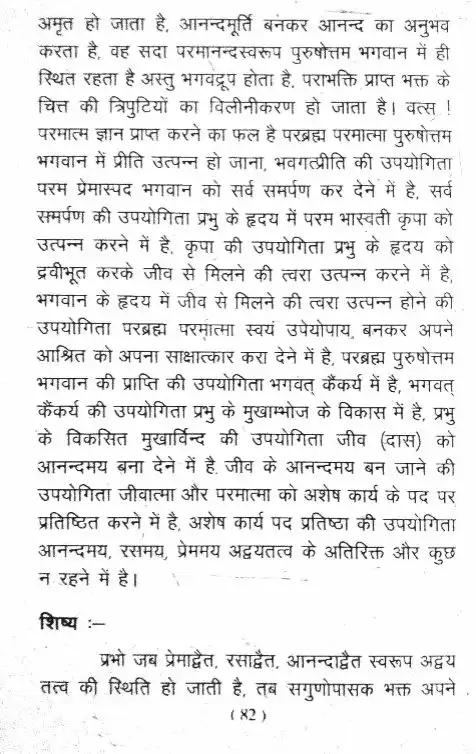 अमृत हो जाता है, आनन्दमूर्ति बनकर आनन्द का अनुभव
करता है, वह सदा परमानन्दस्वरूप पुरुषोत्तम भगवान में ही
स्थित रहता है अस्तु भगवद्रूप होता है, पराभक्ति प्राप्त भक्त के
चित्त की त्रिपुटियों का विलीनीकरण हो जाता है। वत्स !
परमात्म ज्ञान प्राप्त करने का फल है परब्रह्म परमात्मा पुरुषोत्तम
भगवान में प्रीति उत्पन्न हो जाना, भवगत्प्रीति की उपयोगिता
परम प्रेमास्पद भगवान को सर्व समर्पण कर देने में है, सर्व
समर्पण की उपयोगिता प्रभु के हृदय में परम भास्वती कृपा को
उत्पन्न करने में है, कृपा की उपयोगिता प्रभु के हृदय को
द्रवीभूत करके जीव से मिलने की त्वरा उत्पन्न करने में है,
भगवान के हृदय में जीव से मिलने की त्वरा उत्पन्न होने की
उपयोगिता परब्रह्म परमात्मा स्वयं उपेयोपाय बनकर अपने
आश्रित को अपना साक्षात्कार करा देने में है, परब्रह्म पुरुषोत्तम
भगवान की प्राप्ति की उपयोगिता भगवत् कैंकर्य में है, भगवत्
कैंकर्य की उपयोगिता प्रभु के मुखाम्भोज के विकास में है, प्रभु
के विकसित मुखार्विन्द की उपयोगिता जीव (दास) को
आनन्दमय बना देने में है. जीव के आनन्दमय बन जाने की
उपयोगिता जीवात्मा और परमात्मा को अशेष कार्य के पद पर
प्रतिष्ठित करने में है, अशेष कार्य पद प्रतिष्ठा की उपयोगिता
आनन्दमय, रसमय, प्रेममय अद्वयतत्व के अतिरिक्त और कुछ
न रहने में है।
शिष्य :–
प्रभो जब प्रेमाद्वैत, रसाद्वैत, आनन्दाद्वैत स्वरूप अद्वय
तत्व की स्थिति हो जाती है, तब सगुणोपासक भक्त अपने
( 82 )